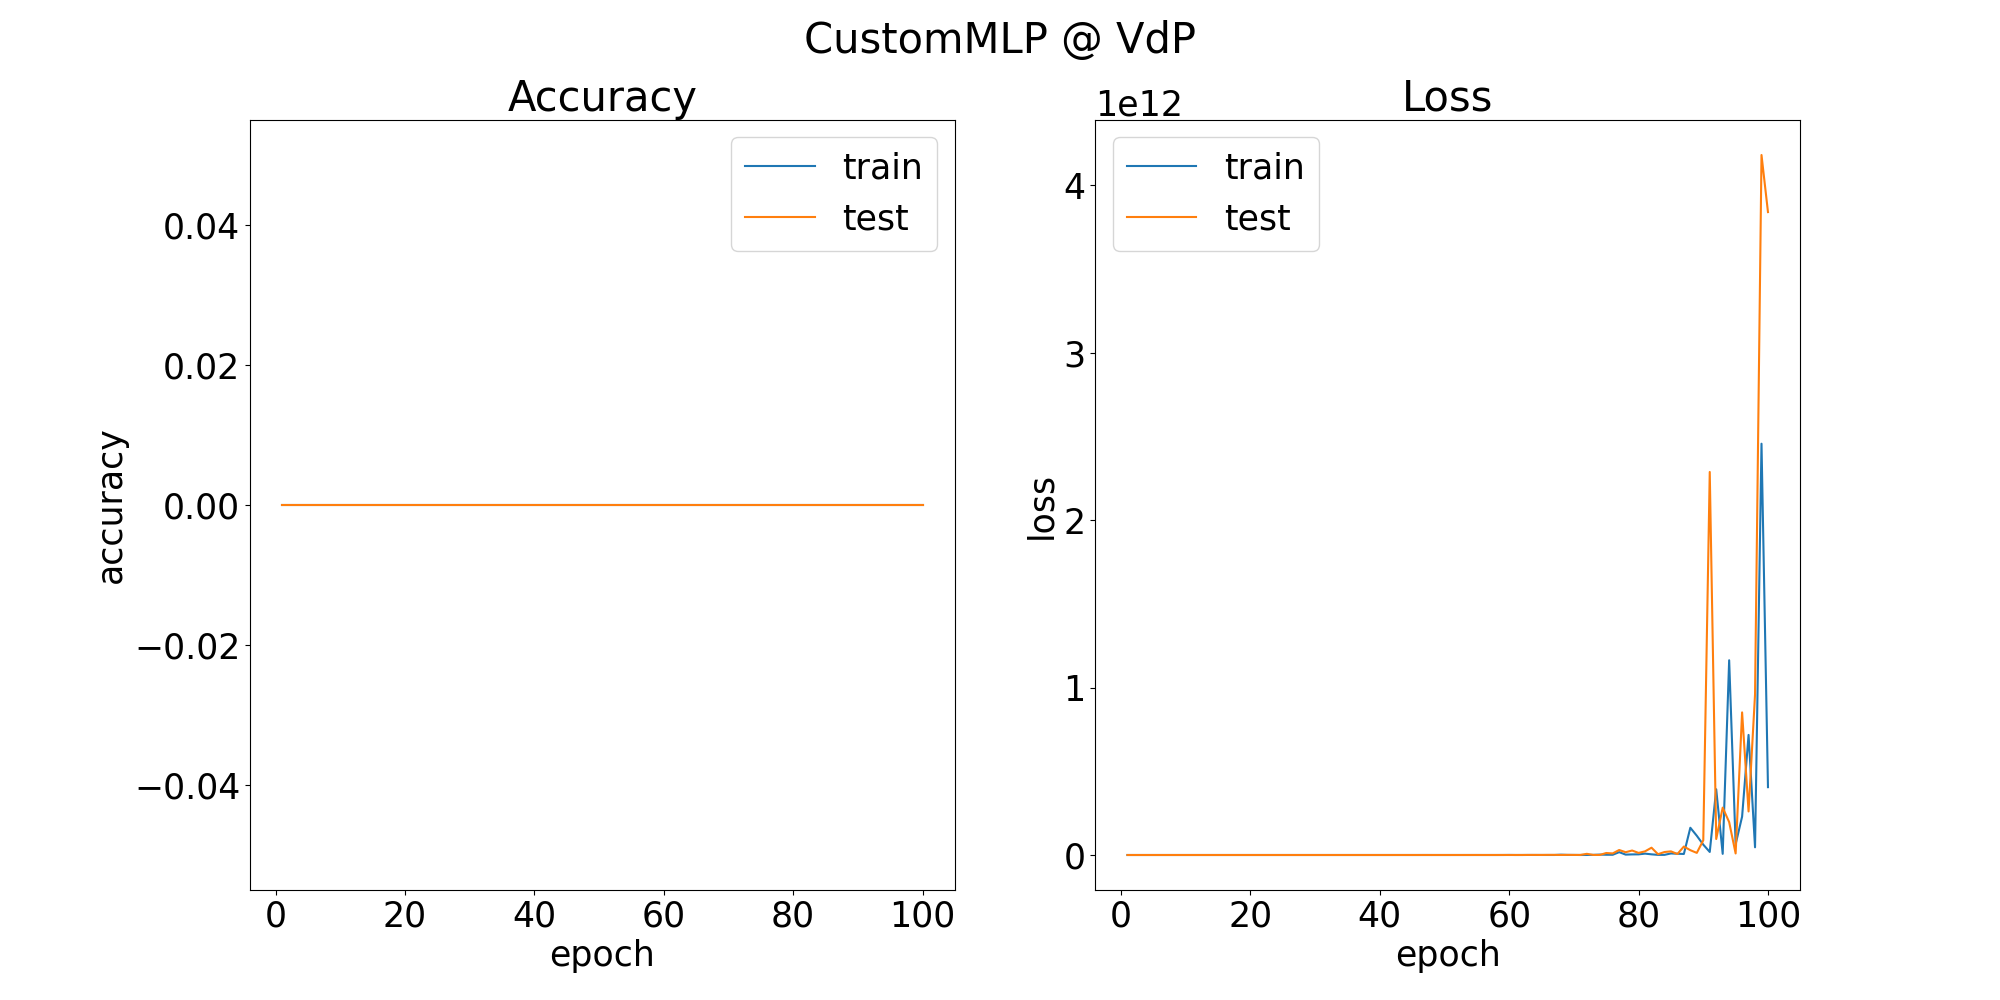 CustomMLP @ VdP
Accuracy
train
test
0.04
0.02
0.00
−0.02
−0.04
accuracy
0 20 40 60 80 100
epoch
Loss
1e12
train
test
4
3
2
1
0
loss
0 20 40 60 80 100
epoch